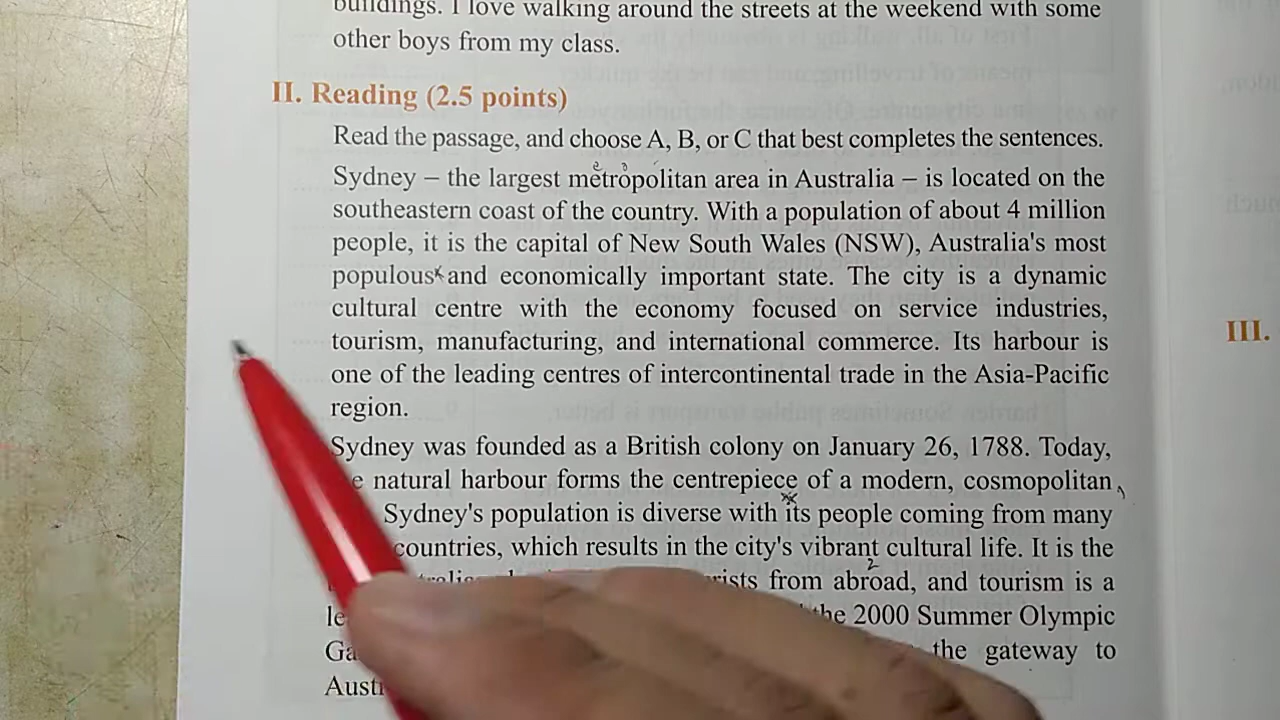 buildings. I love walking around the streets at the weekend with some
other boys from my class.
II. Reading (2.5 points)
Read the passage, and choose A, B, or C that best completes the sentences.
Sydney – the largest metropolitan area in Australia – is located on the
southeastern coast of the country. With a population of about 4 million
people, it is the capital of New South Wales (NSW), Australia's most
populous and economically important state. The city is a dynamic
cultural centre with the economy focused on service industries,
tourism, manufacturing, and international commerce. Its harbour is
one of the leading centres of intercontinental trade in the Asia-Pacific
region.
III.
Sydney was founded as a British colony on January 26, 1788. Today,
natural harbour forms the centrepiece of a modern, cosmopolitan
Sydney's population is diverse with its people coming from many
countries, which results in the city's vibrant cultural life. It is the
from abroad, and tourism is a
the 2000 Summer Olympic
the gateway to